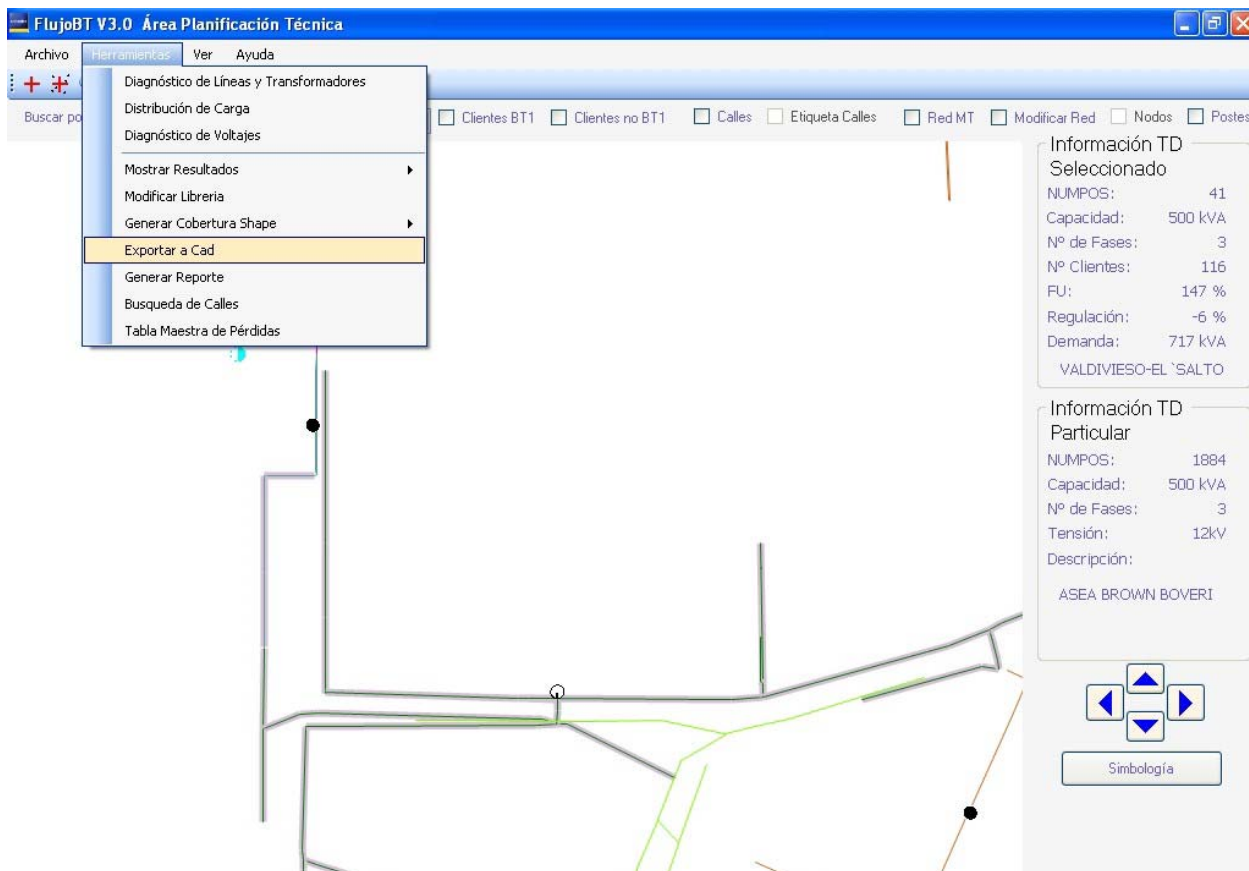 FlujoBT V3.0 Área Planificación Técnica
Archivo Herramientas Ver Ayuda
Diagnóstico de Líneas y Transformadores
Distribución de Carga
Diagnóstico de Voltajes
Mostrar Resultados
Modificar Libreria
Generar Cobertura Shape
Exportar a Cad
Generar Reporte
Busqueda de Calles
Tabla Maestra de Pérdidas
Buscar po Clientes BT1 Clientes no BT1 Calles Etiqueta Calles Red MT Modificar Red Nodos Postes
Información TD
Seleccionado
NUMPOS: 41
Capacidad: 500 kVA
Nº de Fases: 3
Nº Clientes: 116
FU: 147 %
Regulación: -6 %
Demanda: 717 kVA
VALDIVIESO-EL `SALTO
Información TD
Particular
NUMPOS: 1884
Capacidad: 500 kVA
Nº de Fases: 3
Tensión: 12kV
Descripción:
ASEA BROWN BOVERI
Simbología